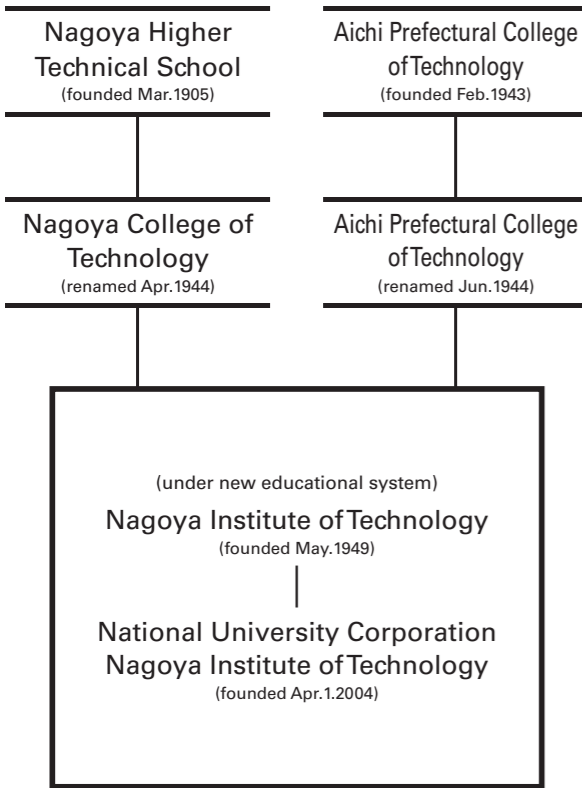 Nagoya Higher
Technical School
(founded Mar.1905)
Aichi Prefectural College
of Technology
(founded Feb.1943)
Nagoya College of
Technology
(renamed Apr.1944)
Aichi Prefectural College
of Technology
(renamed Jun.1944)
(under new educational system)
Nagoya Institute of Technology
(founded May.1949)
National University Corporation
Nagoya Institute of Technology
(founded Apr.1.2004)